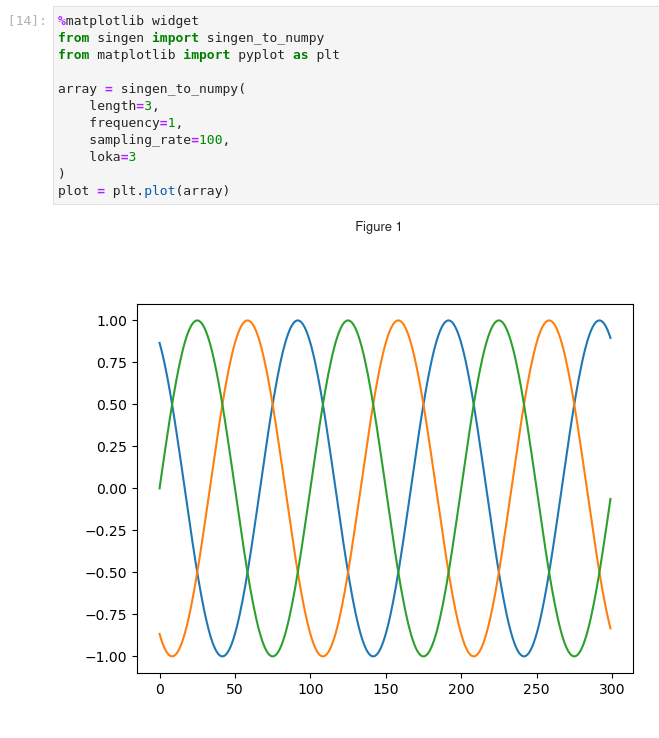 [14]: %matplotlib widget
from singen import singen_to_numpy
from matplotlib import pyplot as plt
array = singen_to_numpy(
    length=3,
    frequency=1,
    sampling_rate=100,
    loka=3
)
plot = plt.plot(array)
Figure 1
1.00
0.75
0.50
0.25
0.00
−0.25
−0.50
−0.75
−1.00
0 50 100 150 200 250 300